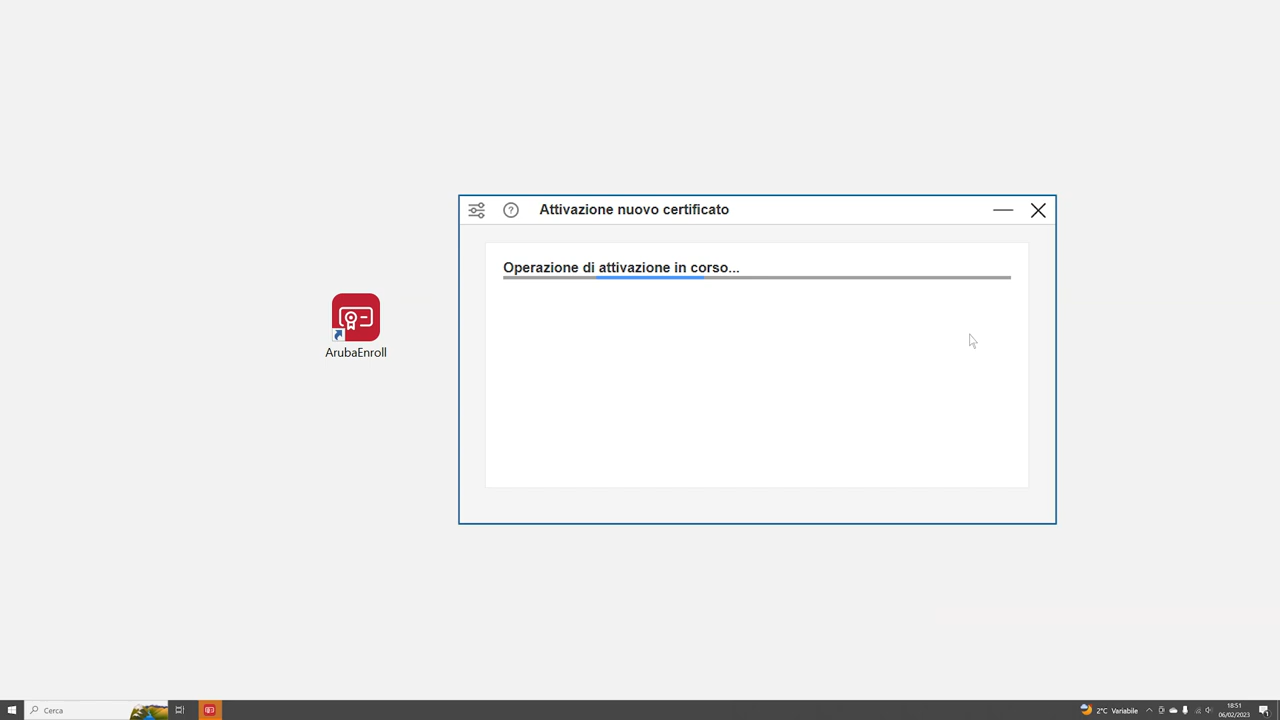 Attivazione nuovo certificato
Operazione di attivazione in corso...
ArubaEnroll
Cerca
2°C Variabile
18:51
06/02/2023